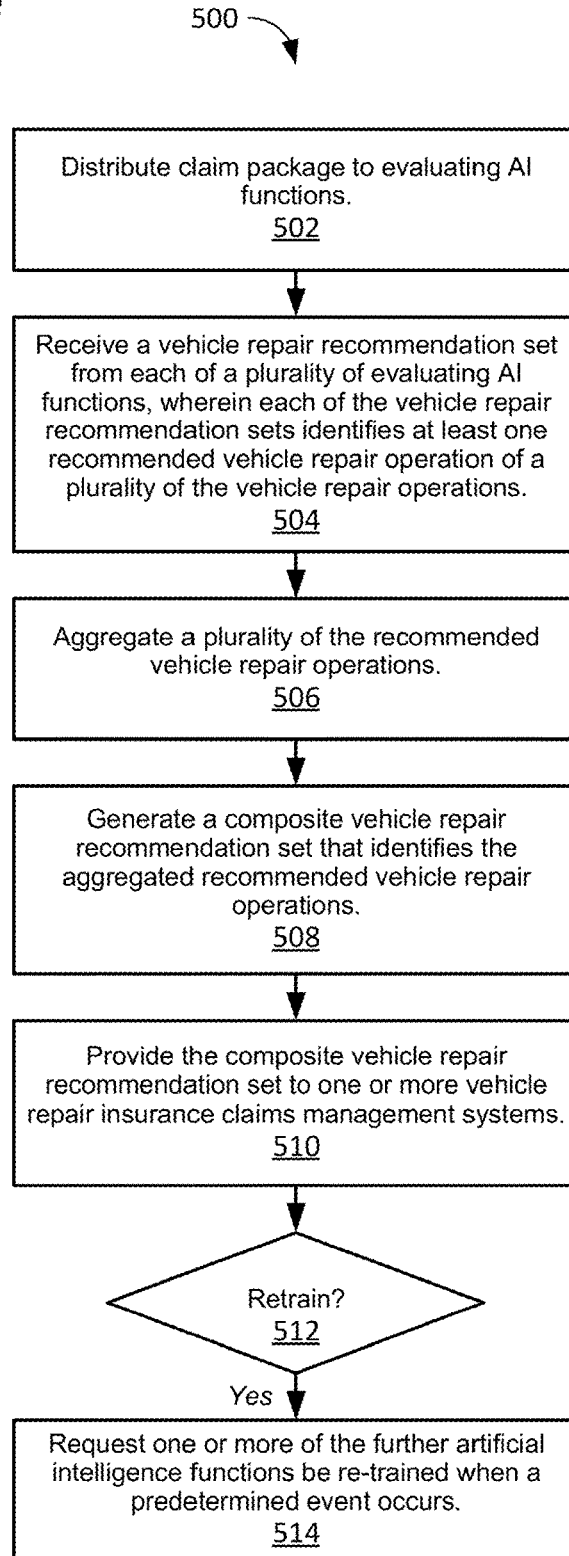 500
Distribute claim package to evaluating AI
functions.
502
Receive a vehicle repair recommendation set
from each of a plurality of evaluating AI
functions, wherein each of the vehicle repair
recommendation sets identifies at least one
recommended vehicle repair operation of a
plurality of the vehicle repair operations.
504
Aggregate a plurality of the recommended
vehicle repair operations.
506
Generate a composite vehicle repair
recommendation set that identifies the
aggregated recommended vehicle repair
operations.
508
Provide the composite vehicle repair
recommendation set to one or more vehicle
repair insurance claims management systems.
510
Retrain?
512
Yes
Request one or more of the further artificial
intelligence functions be re-trained when a
predetermined event occurs.
514